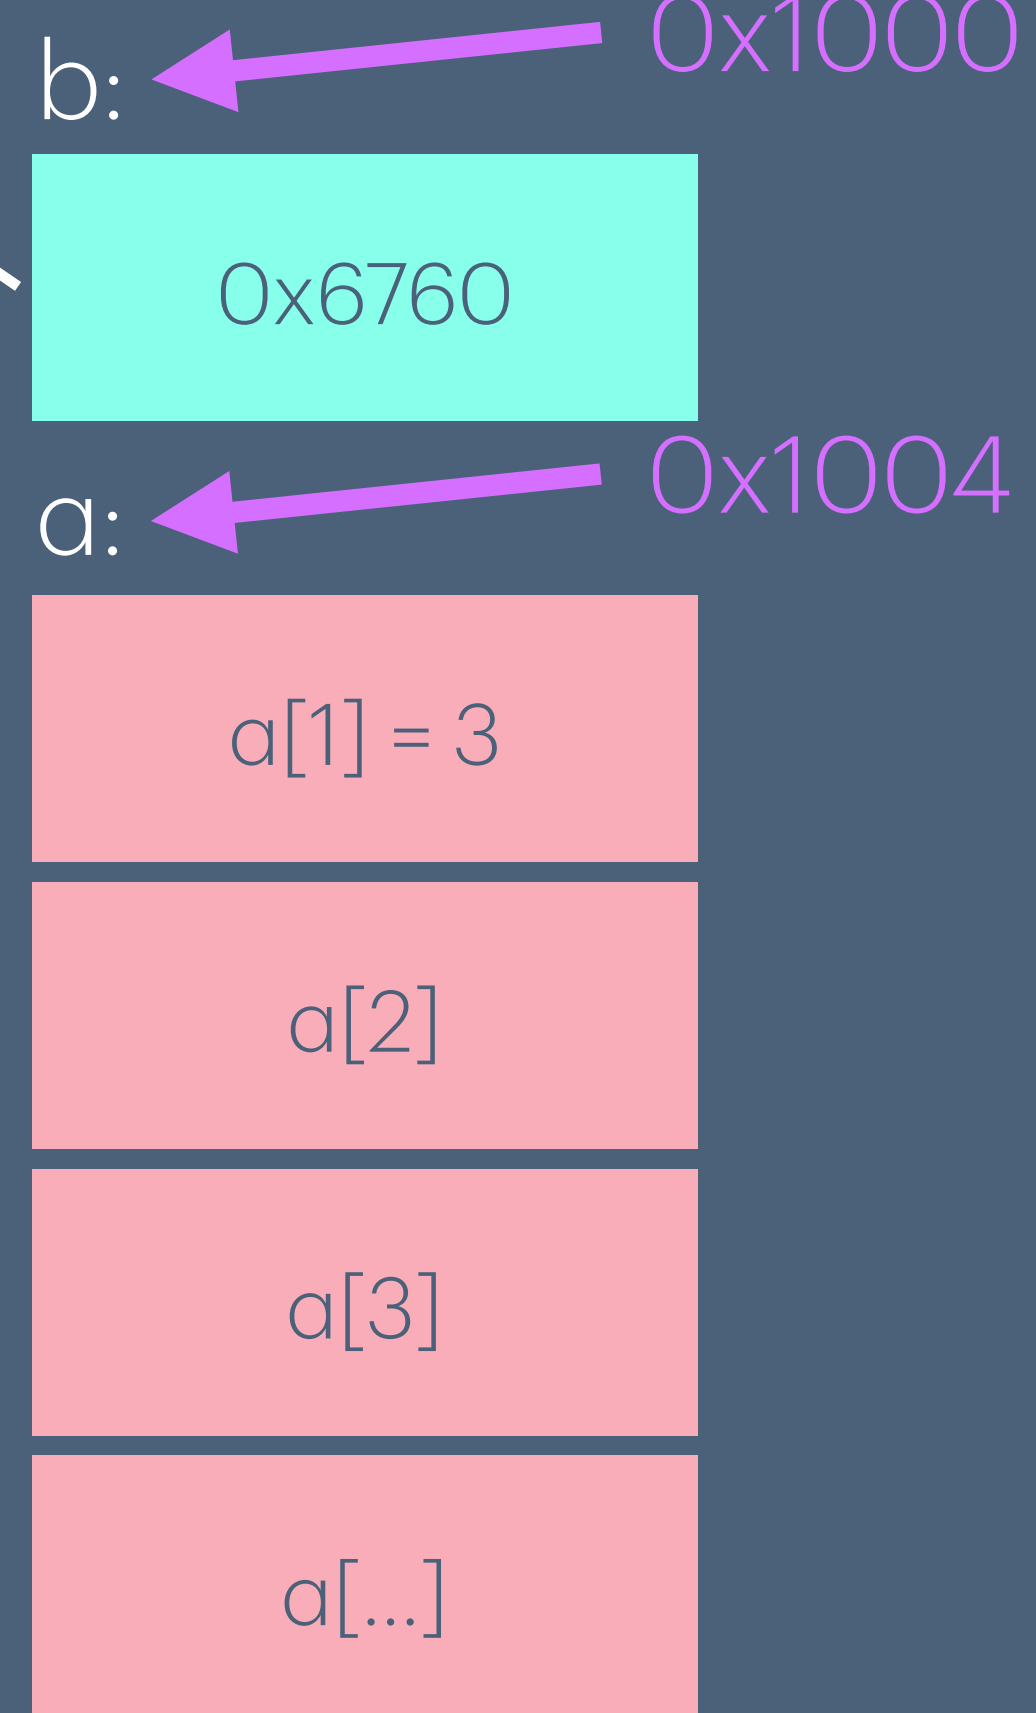 0x1000
b:
0x6760
0x1004
a:
a[1] = 3
a[2]
a[3]
a[...]